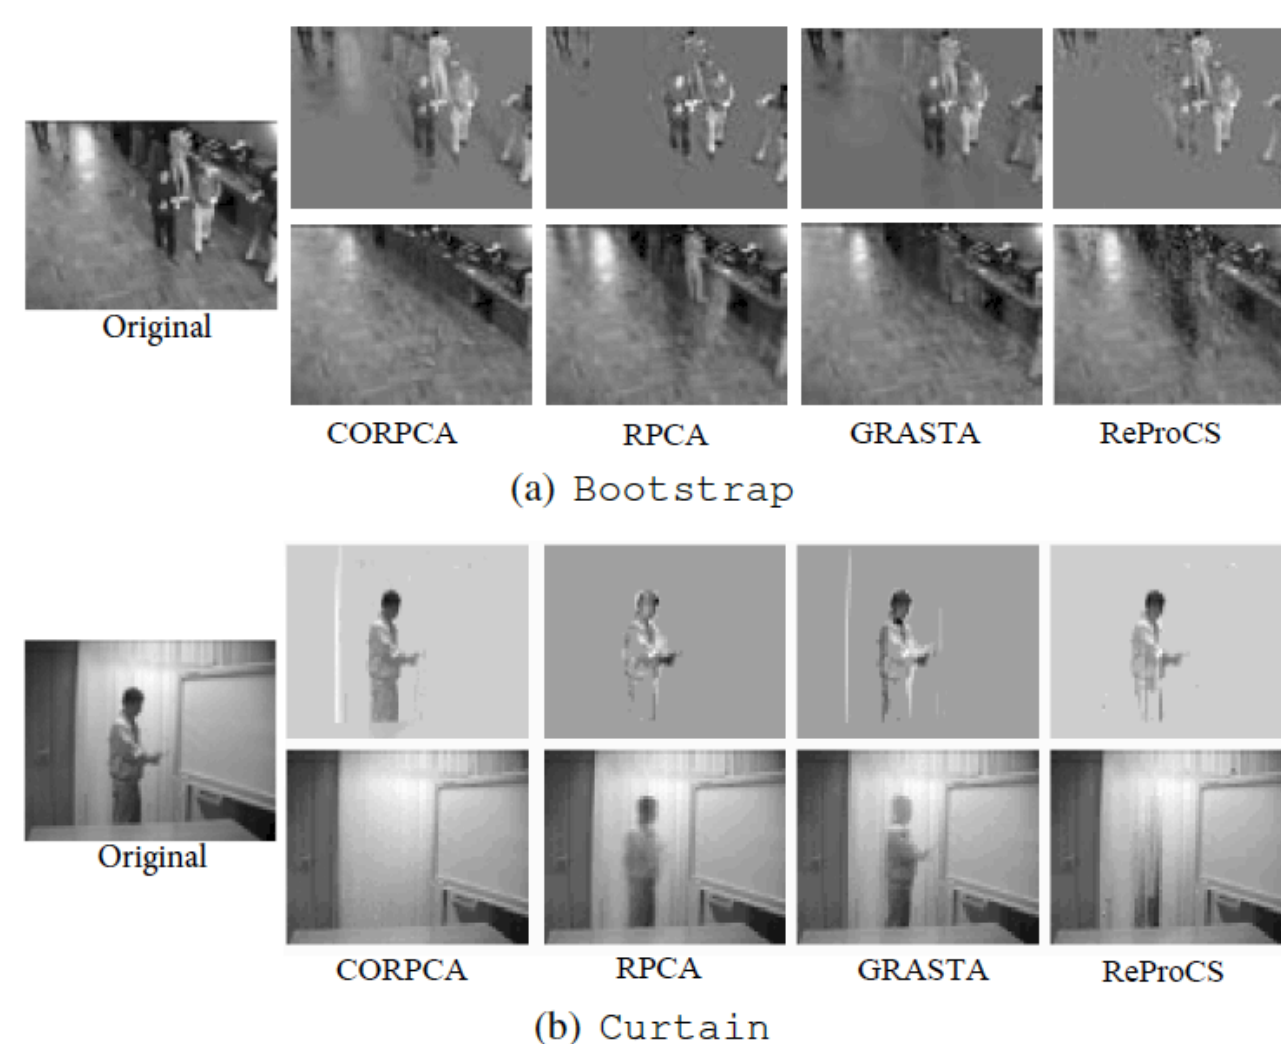 Original
CORPCA RPCA GRASTA ReProCS
(a) Bootstrap
Original
CORPCA RPCA GRASTA ReProCS
(b) Curtain